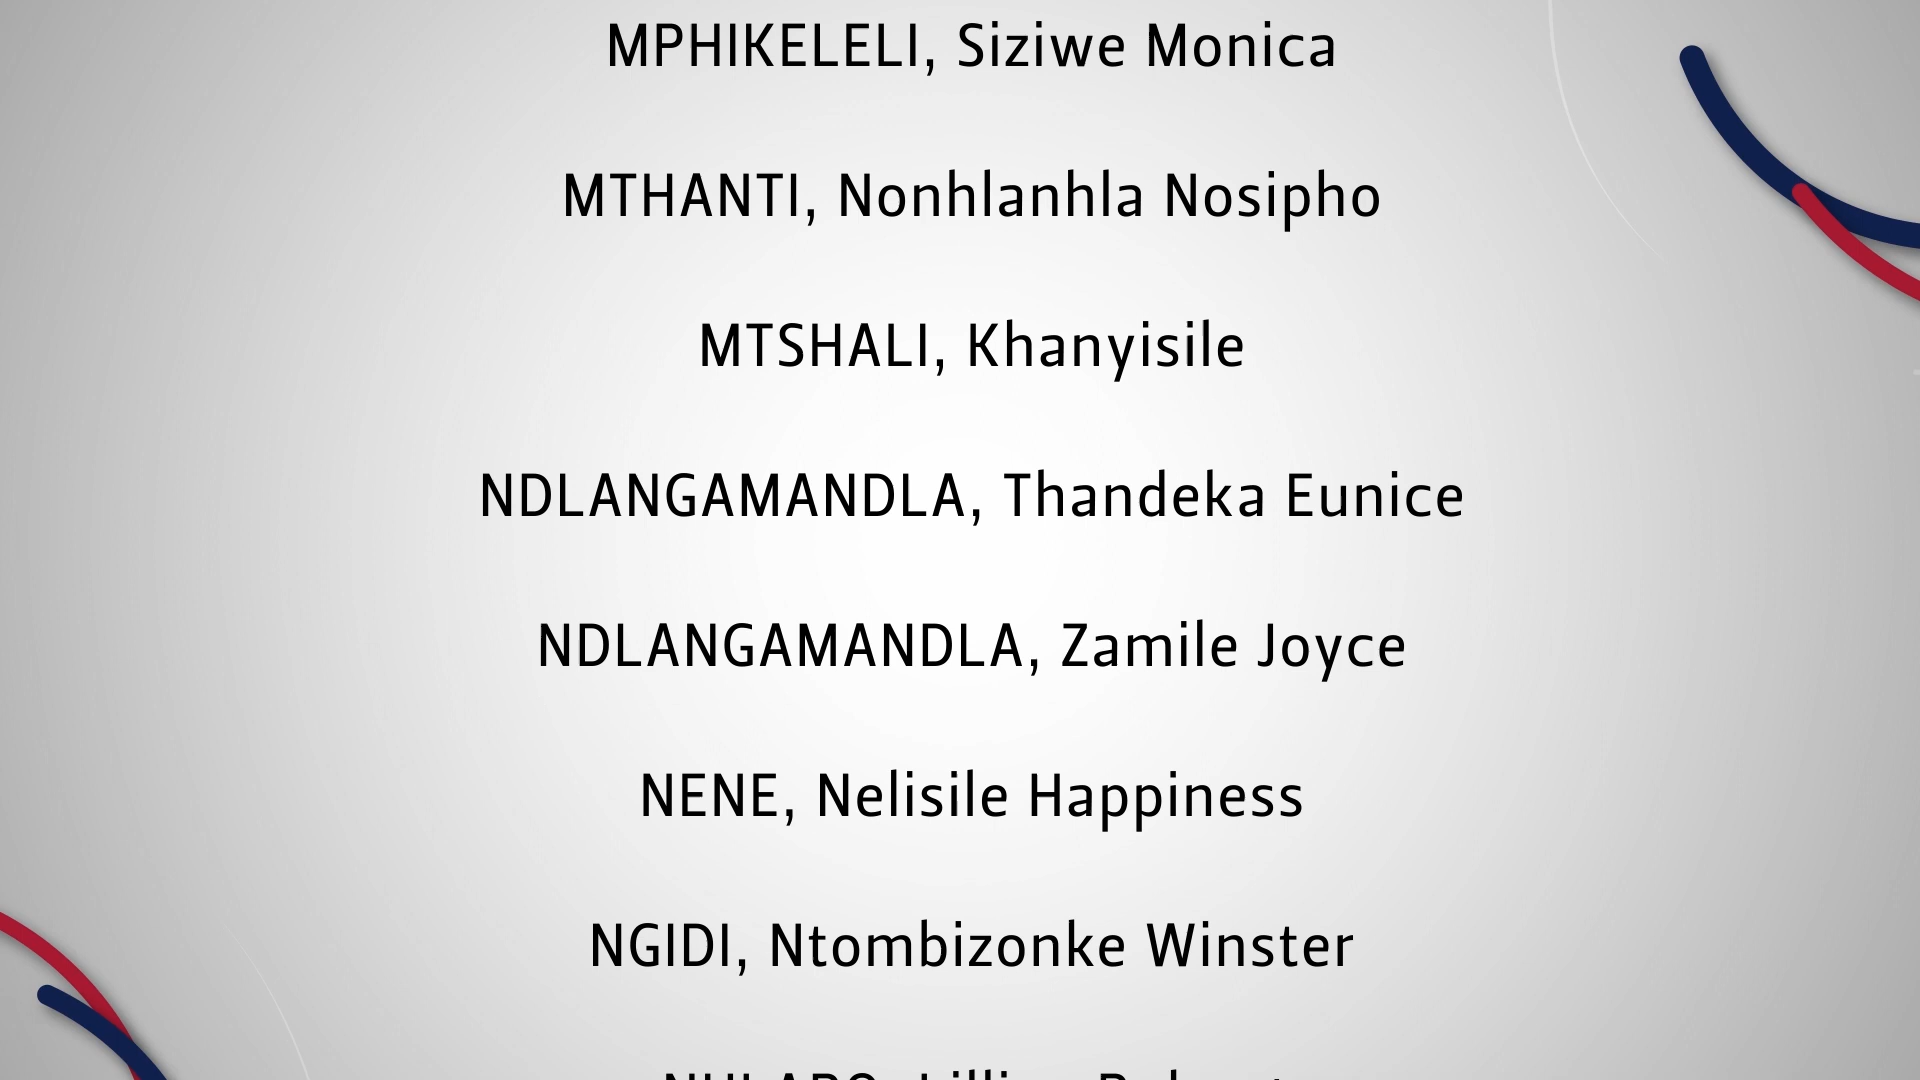 MPHIKELELI, Siziwe Monica
MTHANTI, Nonhlanhla Nosipho
MTSHALI, Khanyisile
NDLANGAMANDLA, Thandeka Eunice
NDLANGAMANDLA, Zamile Joyce
NENE, Nelisile Happiness
NGIDI, Ntombizonke Winster